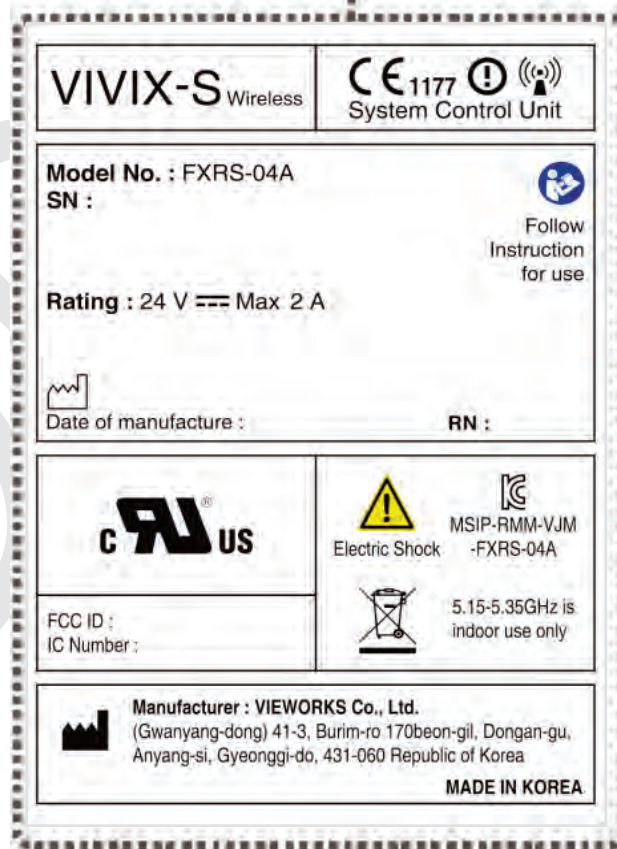 VIVIX-S Wireless
CE 1177
System Control Unit
Model No. : FXRS-04A
SN :
Follow
Instruction
for use
Rating : 24 V Max 2 A
Date of manufacture :
RN :
c RU ® US
Electric Shock
MSIP-RMM-VJM
-FXRS-04A
FCC ID :
IC Number :
5.15-5.35GHz is
indoor use only
Manufacturer : VIEWORKS Co., Ltd.
(Gwanyang-dong) 41-3, Burim-ro 170beon-gil, Dongan-gu,
Anyang-si, Gyeonggi-do, 431-060 Republic of Korea
MADE IN KOREA